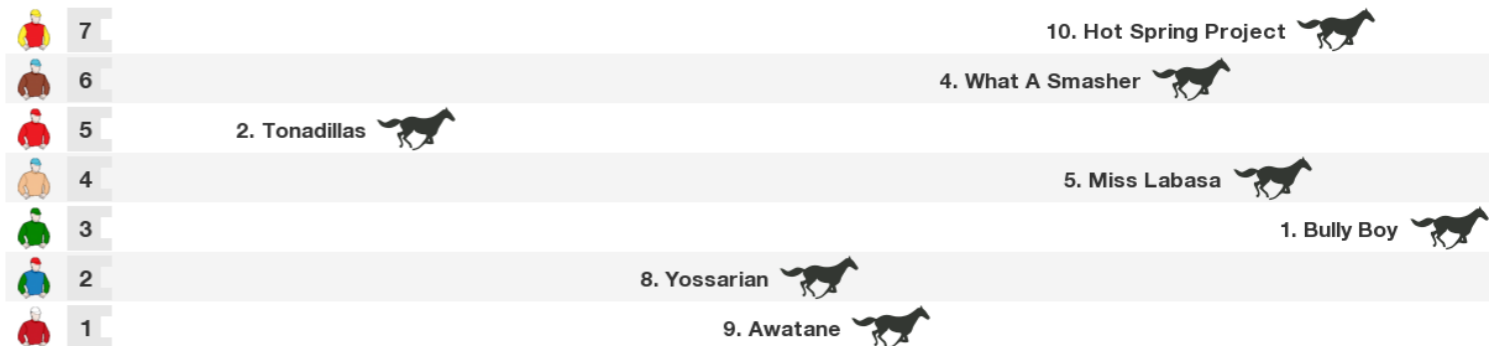 7 10. Hot Spring Project
6 4. What A Smasher
5 2. Tonadillas
4 5. Miss Labasa
3 1. Bully Boy
2 8. Yossarian
1 9. Awatane